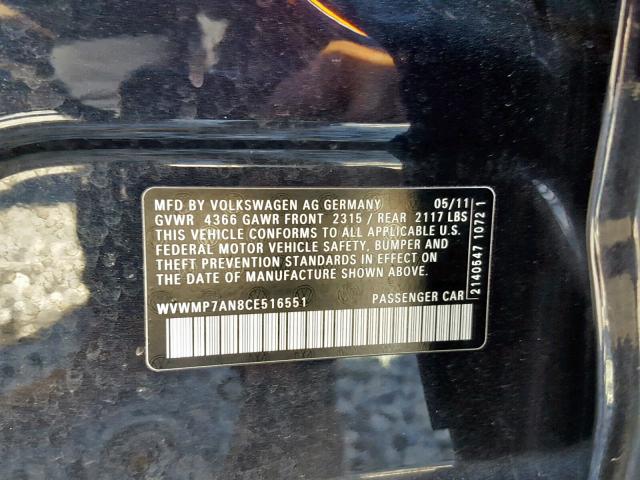 MFD BY VOLKSWAGEN AG GERMANY 05/11
GVWR 4366 GAWR FRONT 2315 / REAR 2117 LBS
THIS VEHICLE CONFORMS TO ALL APPLICABLE U.S.
FEDERAL MOTOR VEHICLE SAFETY, BUMPER AND
THEFT PREVENTION STANDARDS IN EFFECT ON
THE DATE OF MANUFACTURE SHOWN ABOVE.
WVWMP7AN8CE516551 PASSENGER CAR
2140547 1072 1